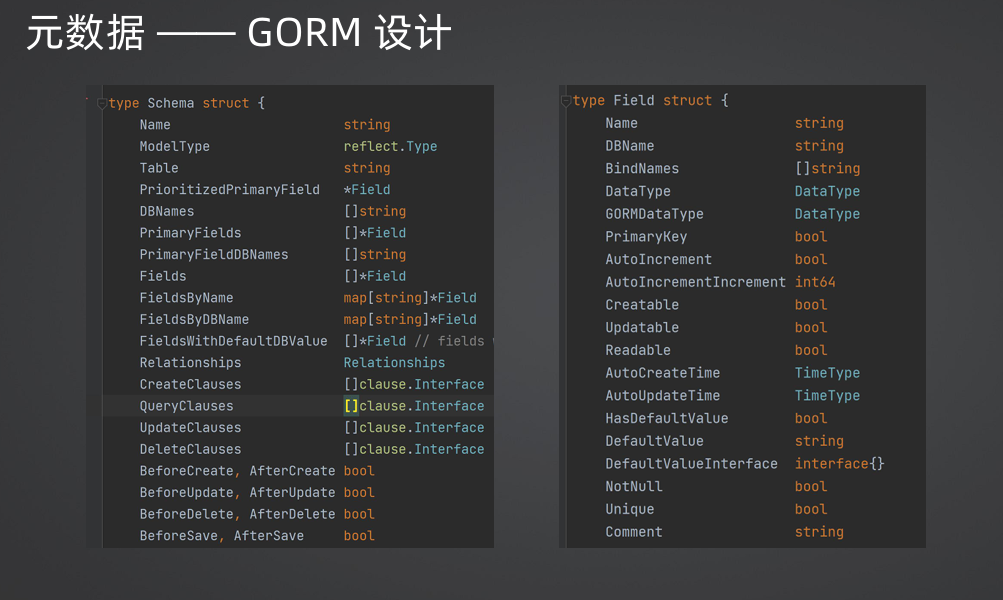 元数据 —— GORM 设计
type Schema struct {
Name string
ModelType reflect.Type
Table string
PrioritizedPrimaryField *Field
DBNames []string
PrimaryFields []*Field
PrimaryFieldDBNames []string
Fields []*Field
FieldsByName map[string]*Field
FieldsByDBName map[string]*Field
FieldsWithDefaultDBValue []*Field // fields
Relationships Relationships
CreateClauses []clause.Interface
QueryClauses []clause.Interface
UpdateClauses []clause.Interface
DeleteClauses []clause.Interface
BeforeCreate, AfterCreate bool
BeforeUpdate, AfterUpdate bool
BeforeDelete, AfterDelete bool
BeforeSave, AfterSave bool
type Field struct {
Name string
DBName string
BindNames []string
DataType DataType
GORMDataType DataType
PrimaryKey bool
AutoIncrement bool
AutoIncrementIncrement int64
Creatable bool
Updatable bool
Readable bool
AutoCreateTime TimeType
AutoUpdateTime TimeType
HasDefaultValue bool
DefaultValue string
DefaultValueInterface interface{}
NotNull bool
Unique bool
Comment string